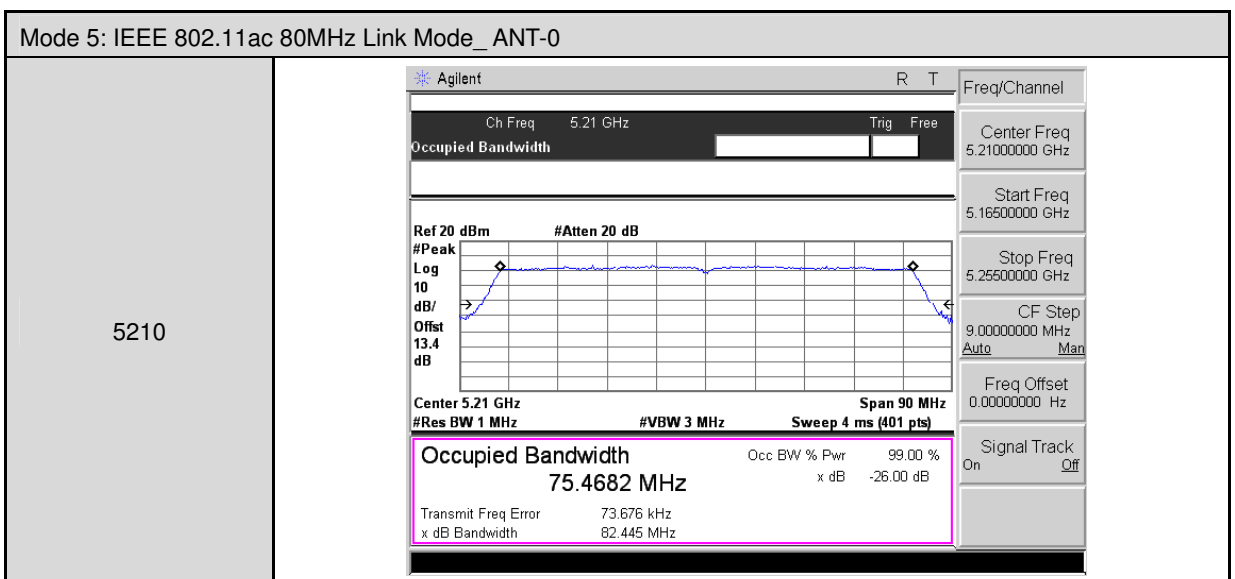 Mode 5: IEEE 802.11ac 80MHz Link Mode_ ANT-0
5210
Agilent R T
Ch Freq 5.21 GHz Trig Free
Occupied Bandwidth
Ref 20 dBm #Atten 20 dB
#Peak
Log
10
dB/
Offst
13.4
dB
Center 5.21 GHz Span 90 MHz
#Res BW 1 MHz #VBW 3 MHz Sweep 4 ms (401 pts)
Occupied Bandwidth Occ BW % Pwr 99.00 %
75.4682 MHz x dB -26.00 dB
Transmit Freq Error 73.676 kHz
x dB Bandwidth 82.445 MHz
Freq/Channel
Center Freq
5.21000000 GHz
Start Freq
5.16500000 GHz
Stop Freq
5.25500000 GHz
CF Step
9.00000000 MHz
Auto Man
Freq Offset
0.00000000 Hz
Signal Track
On Off